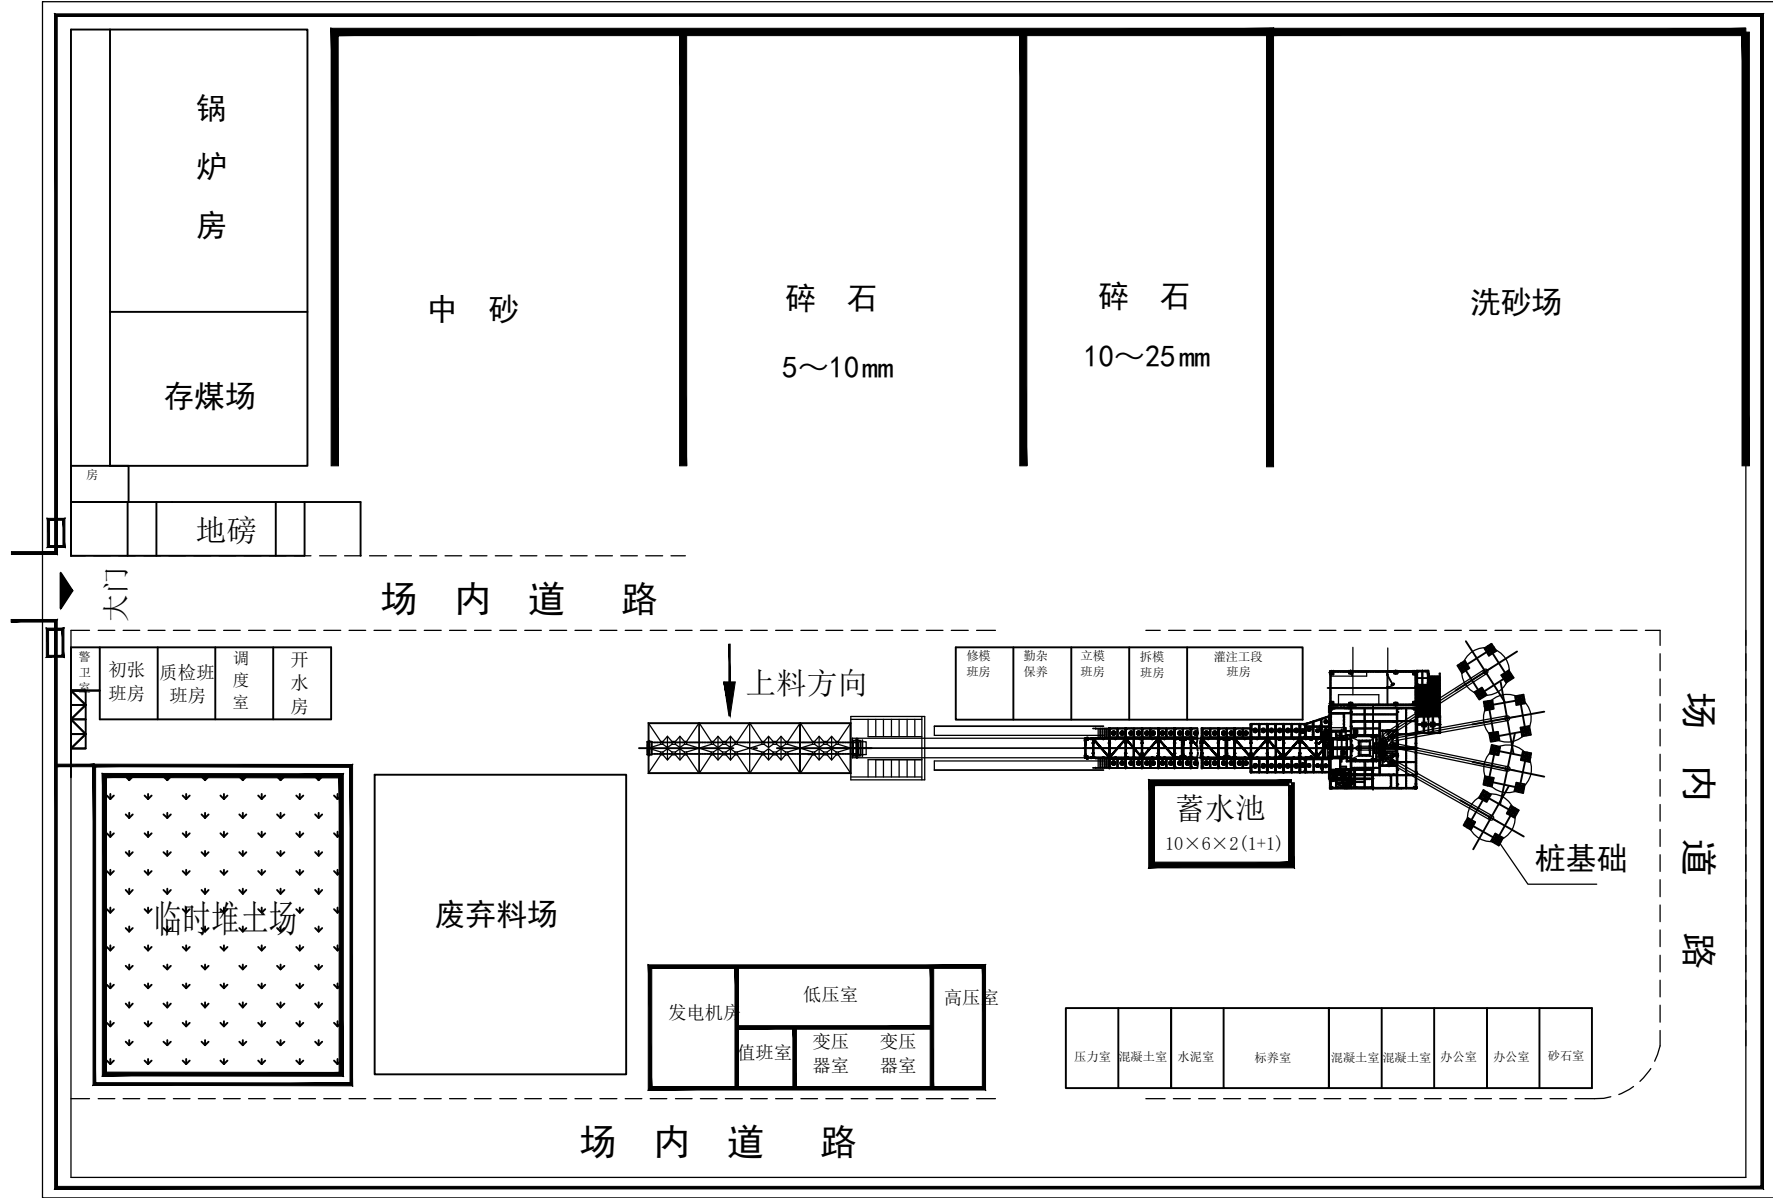 锅
炉
房
存煤场
中 砂
碎 石
5～10mm
碎 石
10～25mm
洗砂场
房
地磅
大门
场 内 道 路
警
卫
室
初张
班房
质检班
班房
调
度
室
开
水
房
上料方向
修模
班房
勤杂
保养
立模
班房
拆模
班房
灌注工段
班房
蓄水池
10×6×2(1+1)
桩基础
场 内 道 路
临时堆土场
废弃料场
发电机房
低压室
高压室
值班室
变压
器室
变压
器室
压力室
混凝土室
水泥室
标养室
混凝土室
混凝土室
办公室
办公室
砂石室
场 内 道 路